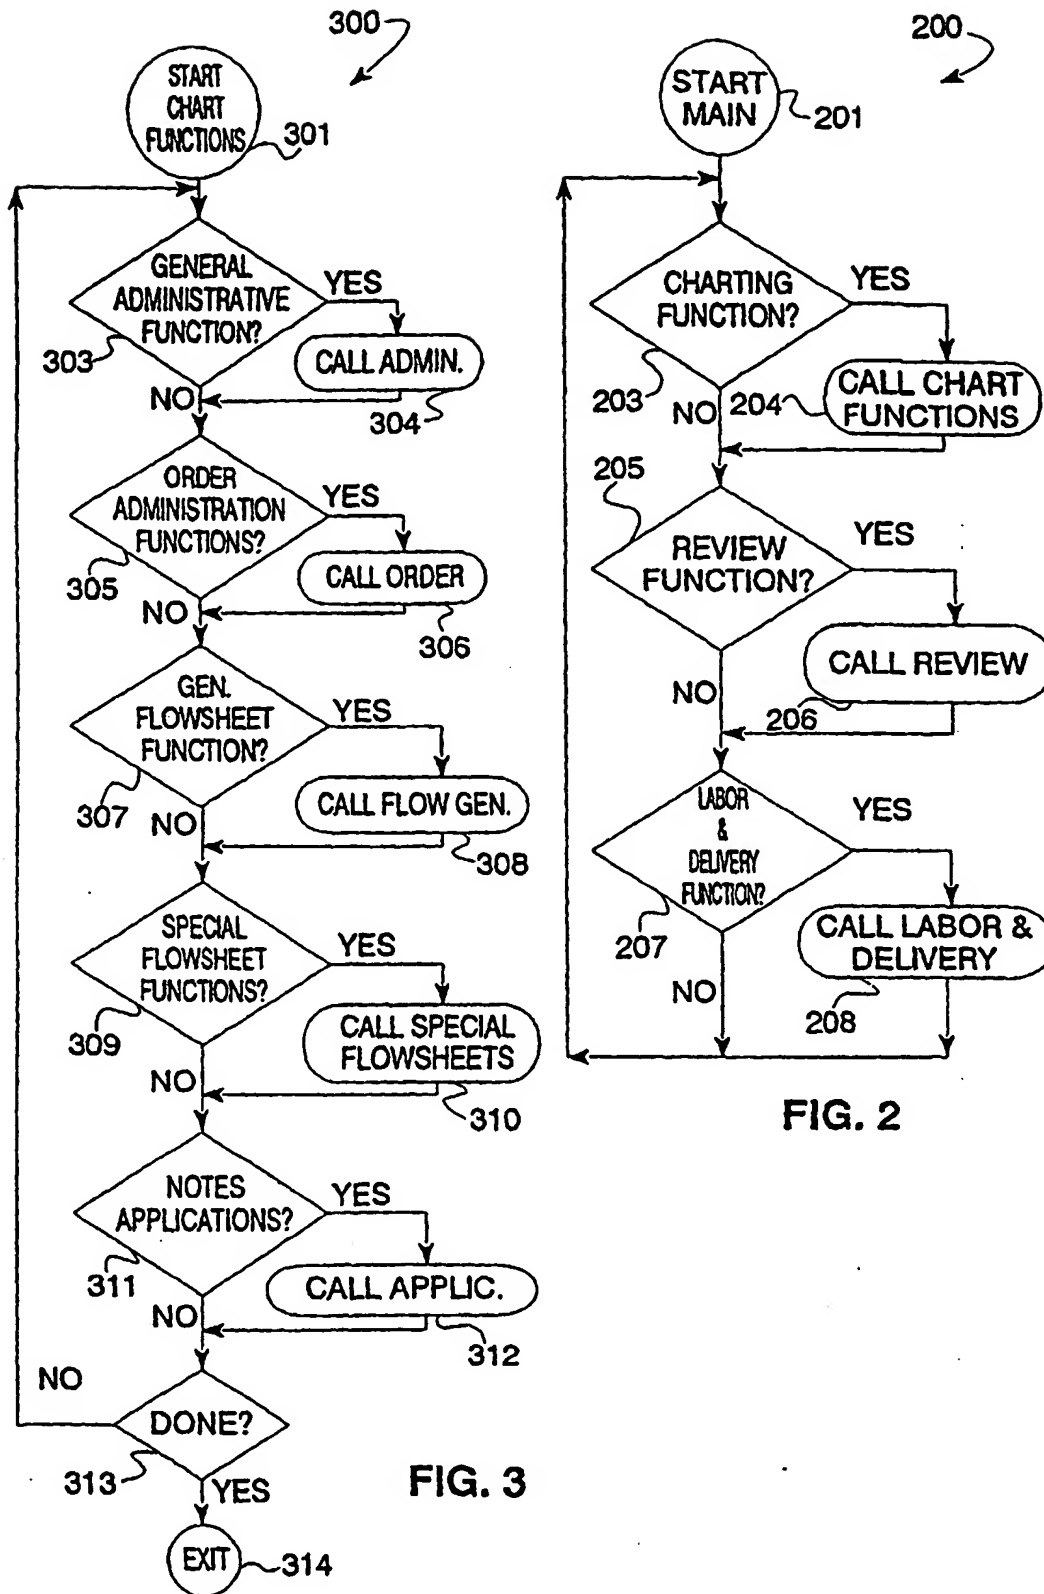 300
START
CHART
FUNCTIONS
301
GENERAL
ADMINISTRATIVE
FUNCTION?
YES
303
CALL ADMIN.
NO
304
ORDER
ADMINISTRATION
FUNCTIONS?
YES
305
CALL ORDER
NO
306
GEN.
FLOWSHEET
FUNCTION?
YES
307
CALL FLOW GEN.
NO
308
SPECIAL
FLOWSHEET
FUNCTIONS?
YES
309
CALL SPECIAL
FLOWSHEETS
NO
310
NOTES
APPLICATIONS?
YES
311
CALL APPLIC.
NO
312
NO
DONE?
313
YES
EXIT
314
FIG. 3
200
START
MAIN
201
CHARTING
FUNCTION?
YES
203
NO
204
CALL CHART
FUNCTIONS
205
REVIEW
FUNCTION?
YES
CALL REVIEW
NO
206
LABOR
&
DELIVERY
FUNCTION?
YES
207
CALL LABOR &
DELIVERY
NO
208
FIG. 2